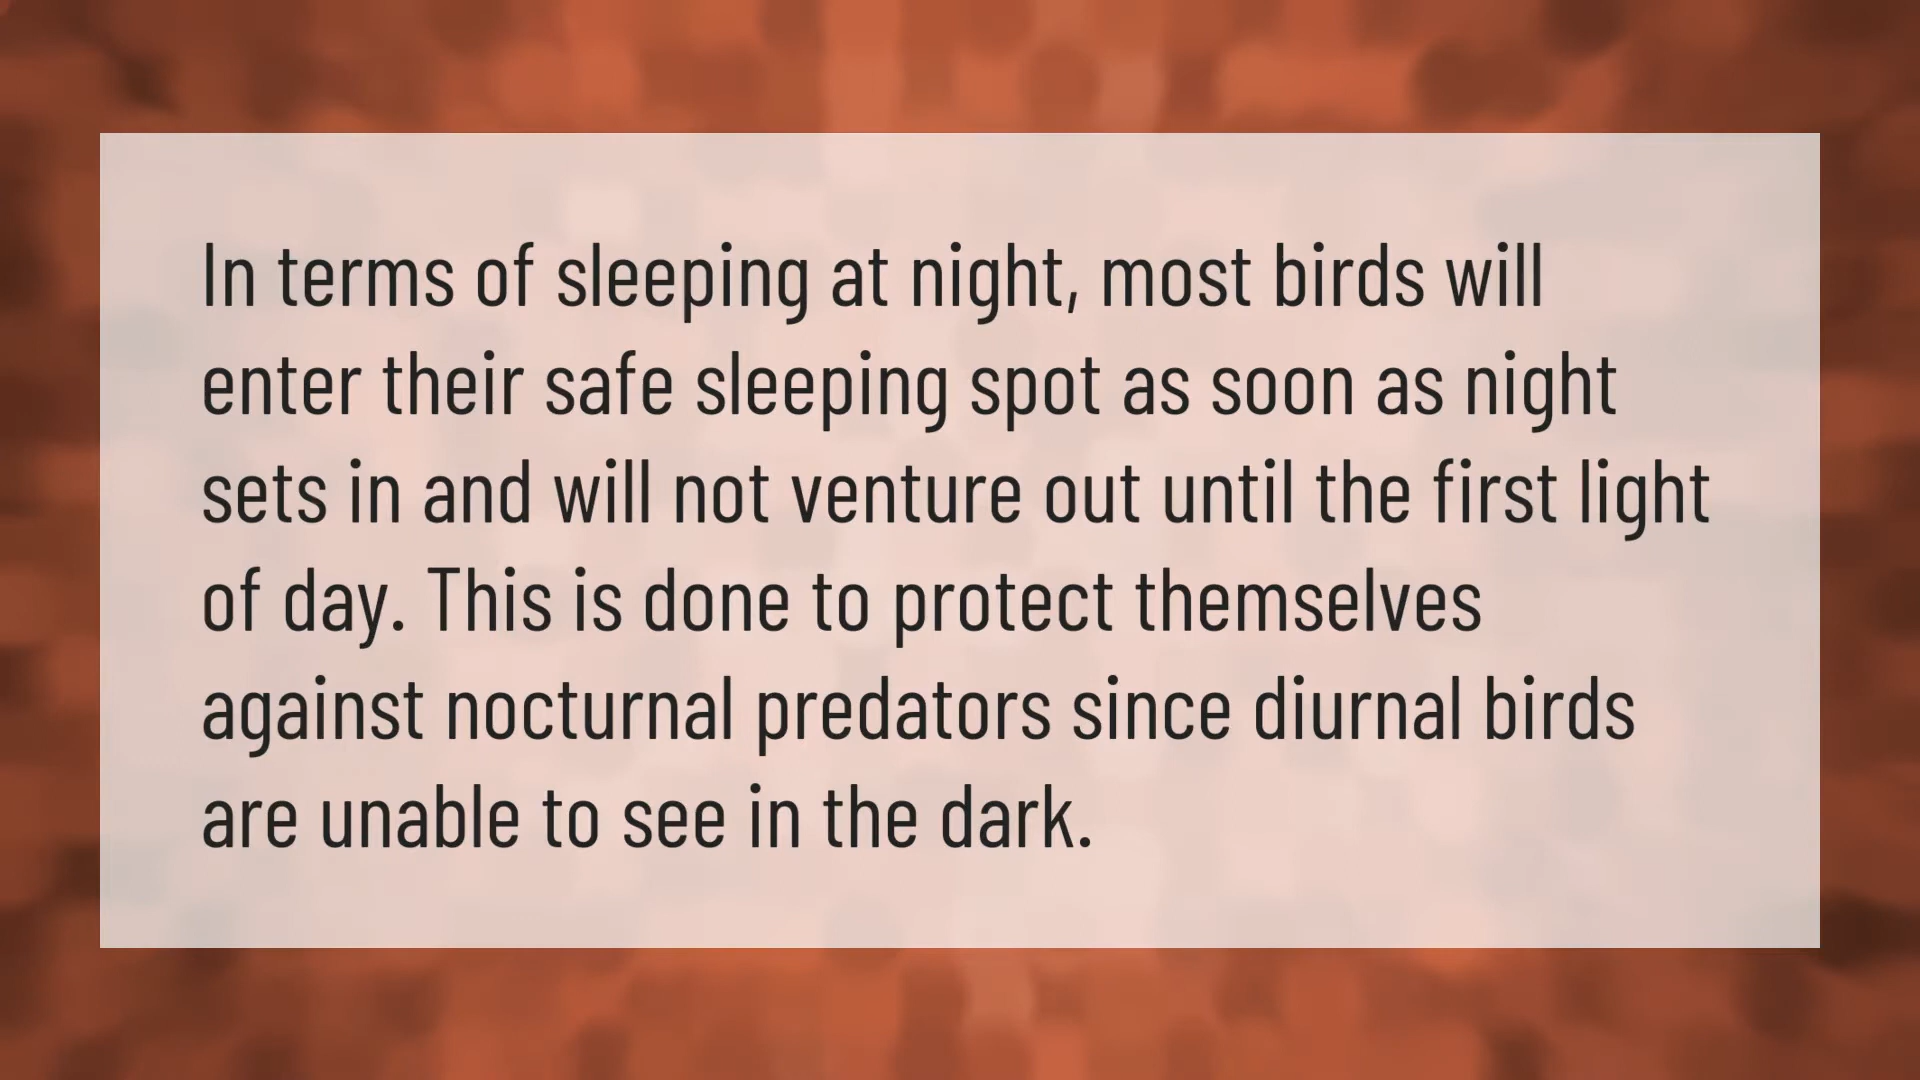 In terms of sleeping at night, most birds will
enter their safe sleeping spot as soon as night
sets in and will not venture out until the first light
of day. This is done to protect themselves
against nocturnal predators since diurnal birds
are unable to see in the dark.